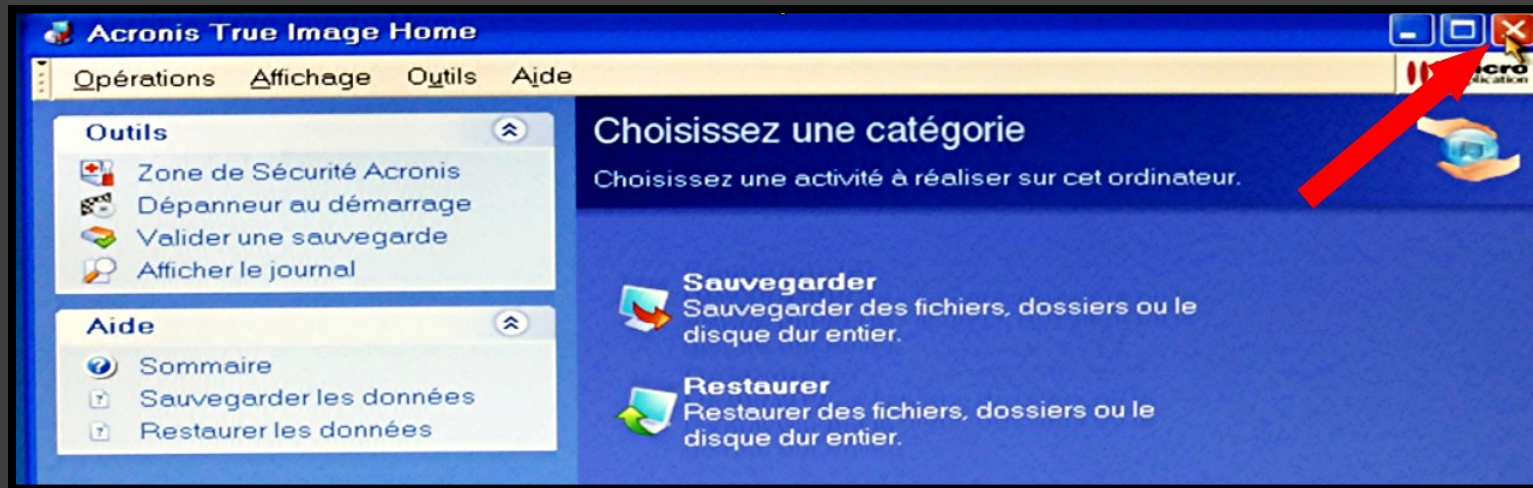 Acronis True Image Home
Opérations Affichage Outils Aide
Outils
Zone de Sécurité Acronis
Dépanneur au démarrage
Valider une sauvegarde
Afficher le journal
Aide
Sommaire
Sauvegarder les données
Restaurer les données
Choisissez une catégorie
Choisissez une activité à réaliser sur cet ordinateur.
Sauvegarder
Sauvegarder des fichiers, dossiers ou le
disque dur entier.
Restaurer
Restaurer des fichiers, dossiers ou le
disque dur entier.